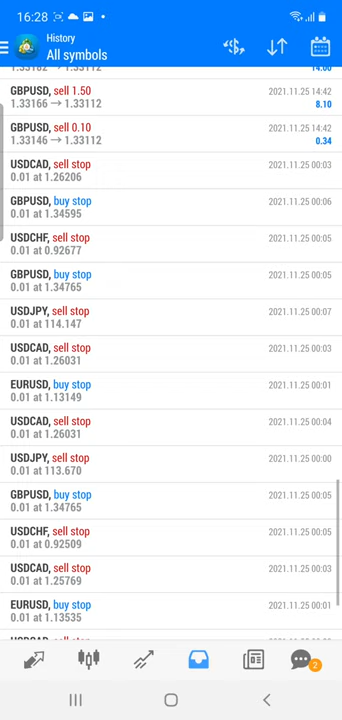 16:28
History
All symbols
1.33182 → 1.33112 14.00
GBPUSD, sell 1.50 2021.11.25 14:42
1.33166 → 1.33112 8.10
GBPUSD, sell 0.10 2021.11.25 14:42
1.33146 → 1.33112 0.34
USDCAD, sell stop 2021.11.25 00:03
0.01 at 1.26206
GBPUSD, buy stop 2021.11.25 00:06
0.01 at 1.34595
USDCHF, sell stop 2021.11.25 00:05
0.01 at 0.92677
GBPUSD, buy stop 2021.11.25 00:05
0.01 at 1.34765
USDJPY, sell stop 2021.11.25 00:07
0.01 at 114.147
USDCAD, sell stop 2021.11.25 00:03
0.01 at 1.26031
EURUSD, buy stop 2021.11.25 00:01
0.01 at 1.13149
USDCAD, sell stop 2021.11.25 00:04
0.01 at 1.26031
USDJPY, sell stop 2021.11.25 00:00
0.01 at 113.670
GBPUSD, buy stop 2021.11.25 00:05
0.01 at 1.34765
USDCHF, sell stop 2021.11.25 00:05
0.01 at 0.92509
USDCAD, sell stop 2021.11.25 00:03
0.01 at 1.25769
EURUSD, buy stop 2021.11.25 00:01
0.01 at 1.13535
USDCAD, sell stop
2